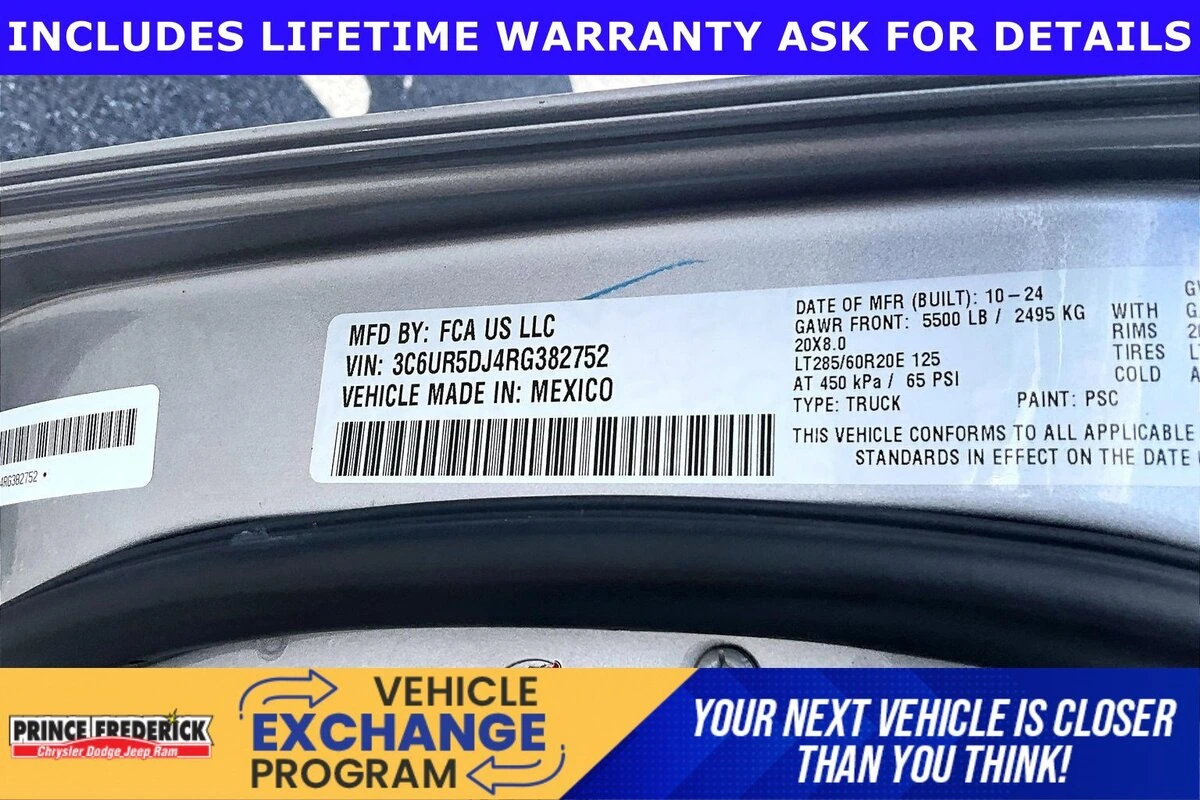 INCLUDES LIFETIME WARRANTY ASK FOR DETAILS
MFD BY: FCA US LLC
VIN: 3C6UR5DJ4RG382752
VEHICLE MADE IN: MEXICO
DATE OF MFR (BUILT): 10-24
GAWR FRONT: 5500 LB / 2495 KG
20X8.0
LT285/60R20E 125
AT 450 kPa / 65 PSI
TYPE: TRUCK
PAINT: PSC
WITH
RIMS
TIRES
COLD
THIS VEHICLE CONFORMS TO ALL APPLICABLE
STANDARDS IN EFFECT ON THE DATE
4RG382752 •
PRINCE FREDERICK
Chrysler Dodge Jeep Ram
VEHICLE
EXCHANGE
PROGRAM
YOUR NEXT VEHICLE IS CLOSER
THAN YOU THINK!